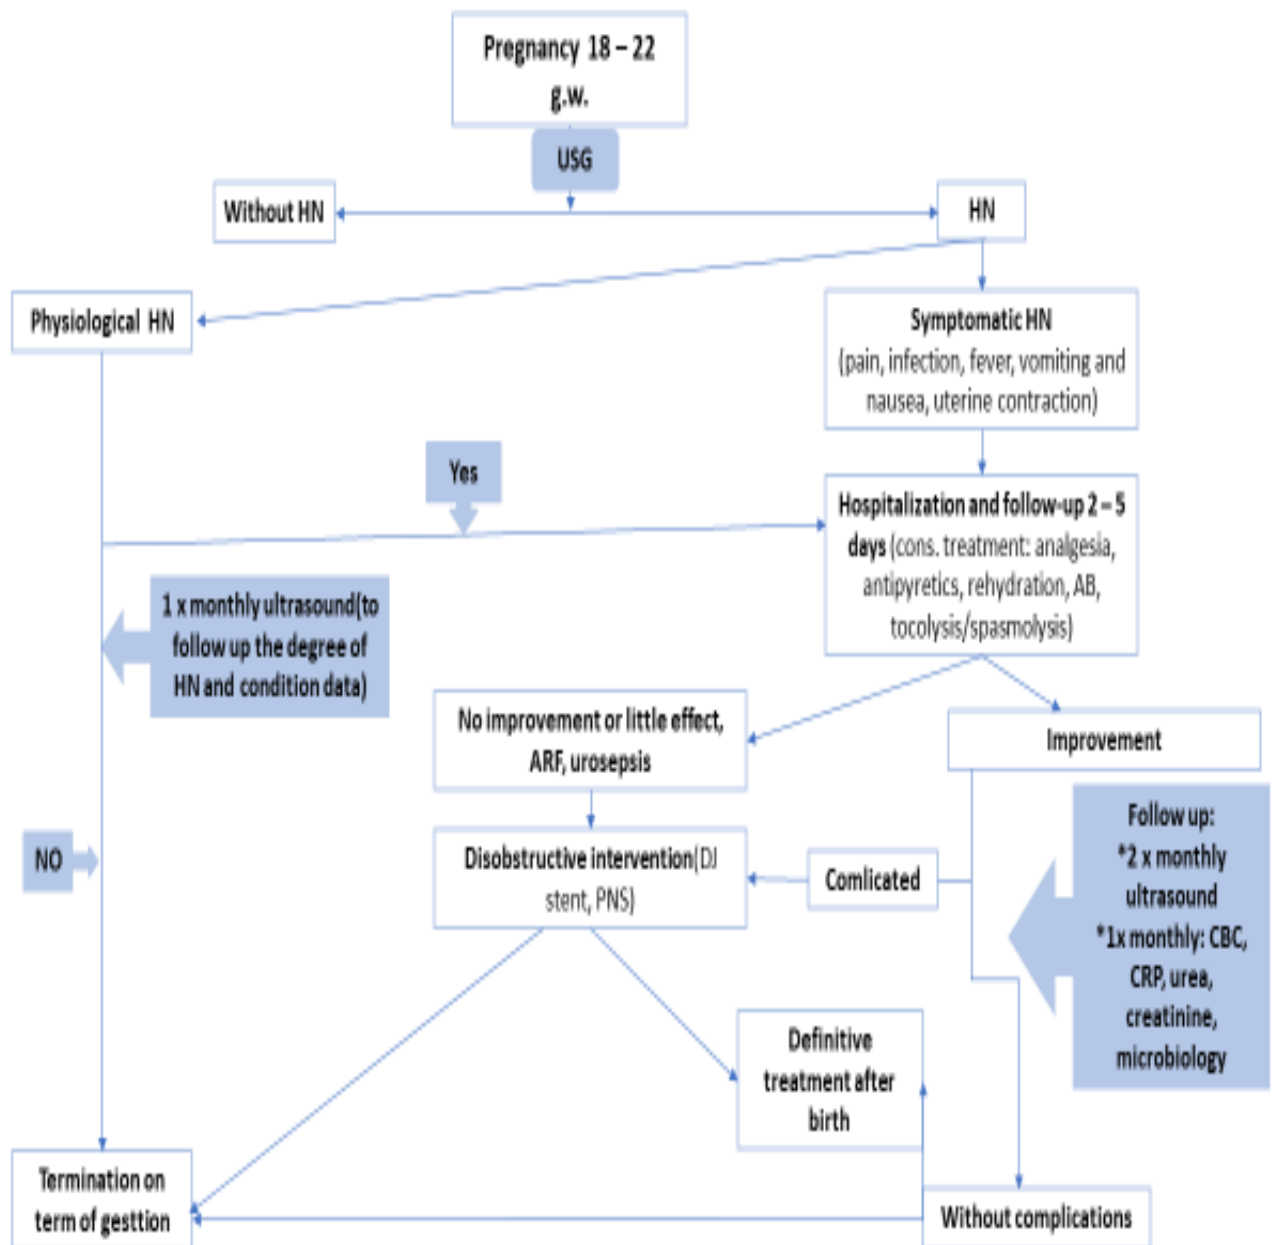 Pregnancy 18 – 22
g.w.
USG
Without HN
HN
Physiological HN
Symptomatic HN
(pain, infection, fever, vomiting and
nausea, uterine contraction)
Yes
Hospitalization and follow-up 2 – 5
days (cons. treatment: analgesia,
antipyretics, rehydration, AB,
tocolysis/spasmolysis)
1 x monthly ultrasound(to
follow up the degree of
HN and condition data)
No improvement or little effect,
ARF, urosepsis
Improvement
Follow up:
*2 x monthly
ultrasound
*1x monthly: CBC,
CRP, urea,
creatinine,
microbiology
NO
Disobstructive intervention(DJ
stent, PNS)
Comlicated
Definitive
treatment after
birth
Termination on
term of gesttion
Without complications